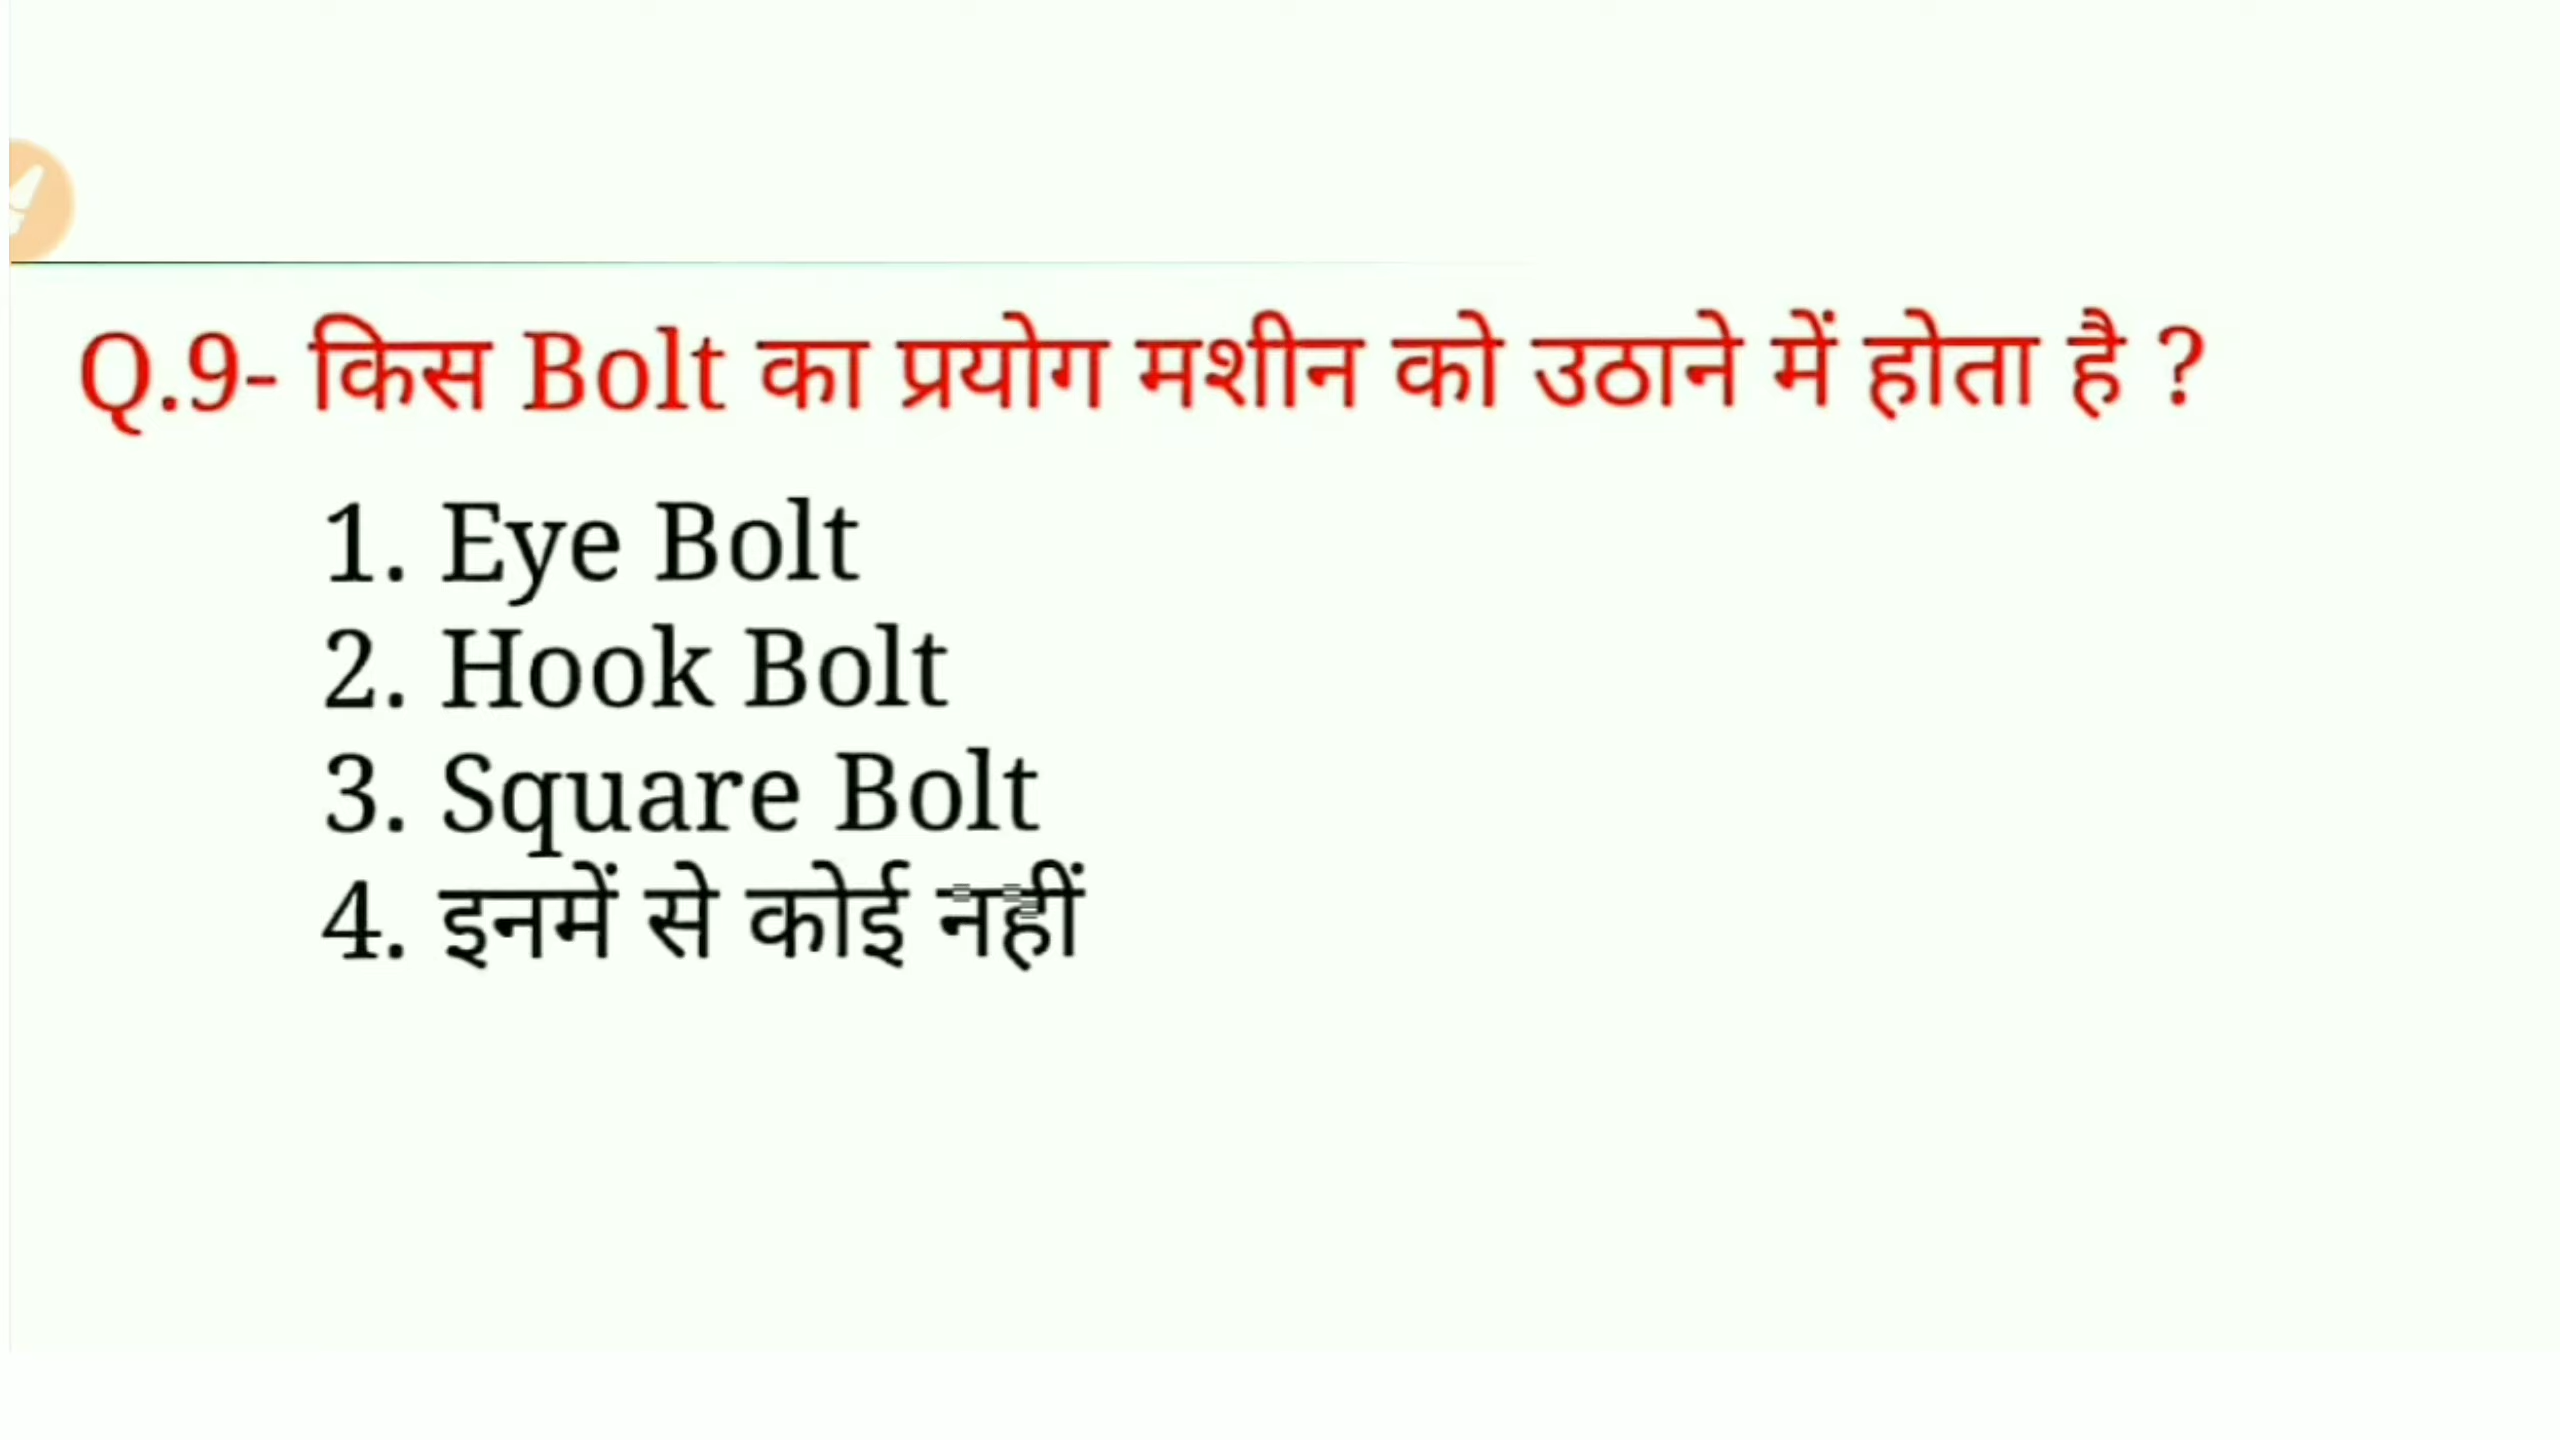 Q.9- किस Bolt का प्रयोग मशीन को उठाने में होता है ?
1. Eye Bolt
2. Hook Bolt
3. Square Bolt
4. इनमें से कोई नहीं